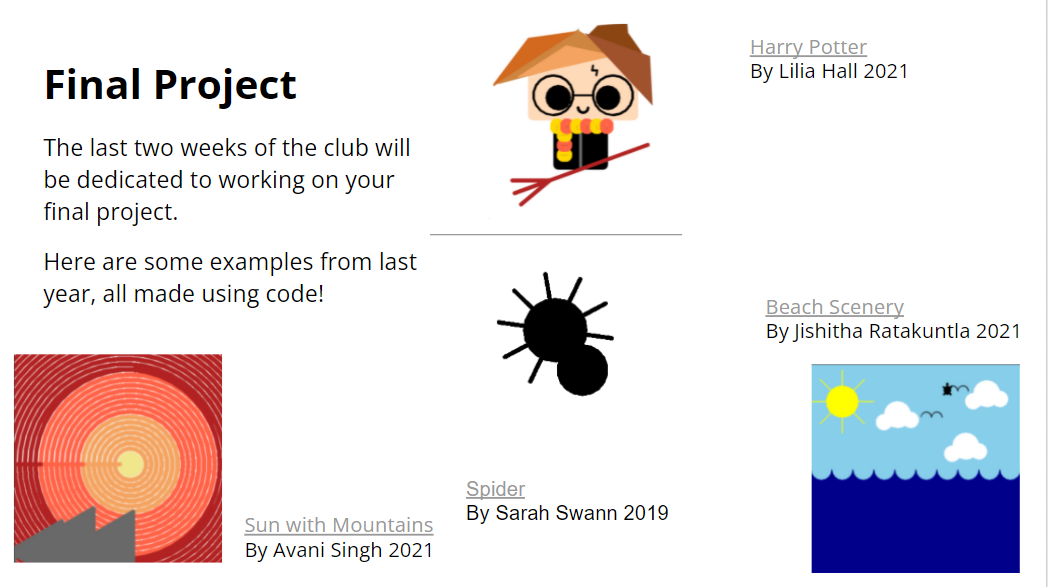 Final Project
The last two weeks of the club will
be dedicated to working on your
final project.
Here are some examples from last
year, all made using code!
Harry Potter
By Lilia Hall 2021
Beach Scenery
By Jishitha Ratakuntla 2021
Spider
By Sarah Swann 2019
Sun with Mountains
By Avani Singh 2021